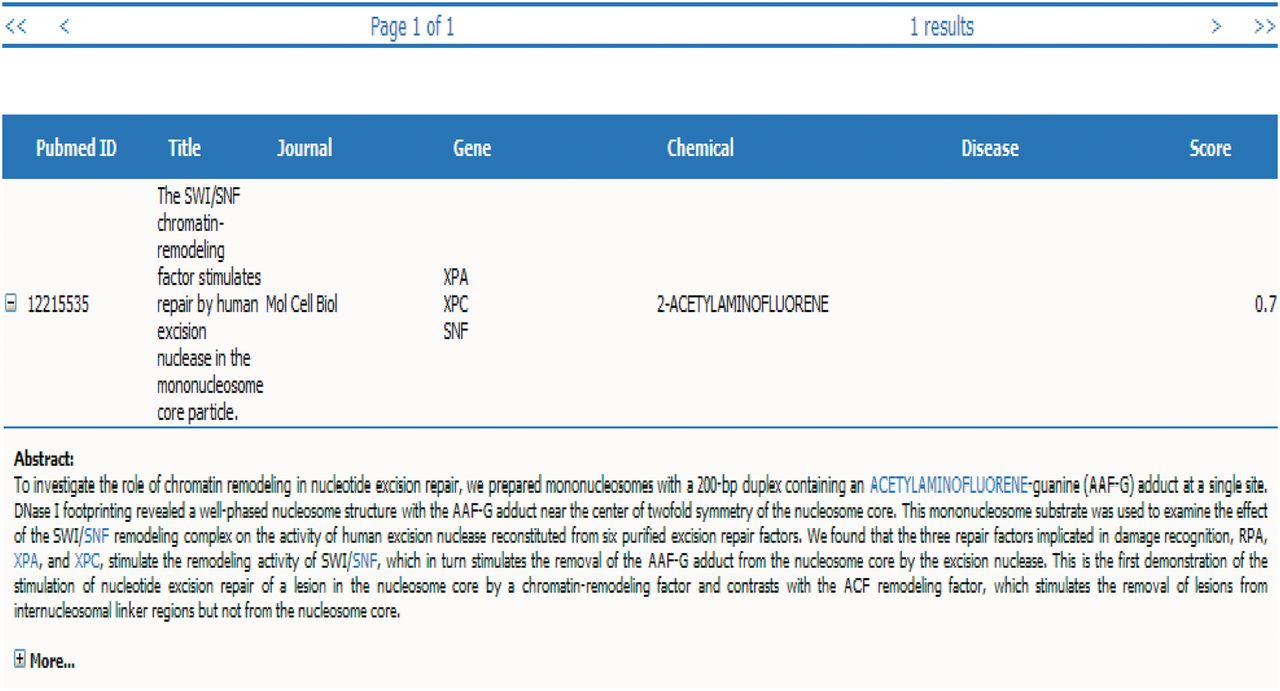 << < Page 1 of 1 1 results > >>
Pubmed ID Title Journal Gene Chemical Disease Score
The SWI/SNF
chromatin-
remodeling
factor stimulates XPA
12215535 repair by human Mol Cell Biol XPC 2-ACETYLAMINOFLUORENE 0.7
excision SNF
nuclease in the
mononucleosome
core particle.
Abstract:
To investigate the role of chromatin remodeling in nucleotide excision repair, we prepared mononucleosomes with a 200-bp duplex containing an ACETYLAMINOFLUORENE-guanine (AAF-G) adduct at a single site.
DNase I footprinting revealed a well-phased nucleosome structure with the AAF-G adduct near the center of twofold symmetry of the nucleosome core. This mononucleosome substrate was used to examine the effect
of the SWI/SNF remodeling complex on the activity of human excision nuclease reconstituted from six purified excision repair factors. We found that the three repair factors implicated in damage recognition, RPA,
XPA, and XPC, stimulate the remodeling activity of SWI/SNF, which in turn stimulates the removal of the AAF-G adduct from the nucleosome core by the excision nuclease. This is the first demonstration of the
stimulation of nucleotide excision repair of a lesion in the nucleosome core by a chromatin-remodeling factor and contrasts with the ACF remodeling factor, which stimulates the removal of lesions from
internucleosomal linker regions but not from the nucleosome core.
More...